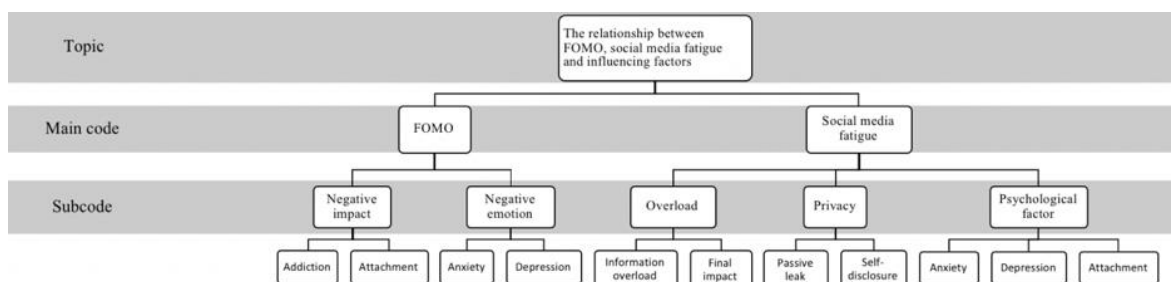 Topic
The relationship between
FOMO, social media fatigue
and influencing factors
Main code
FOMO
Social media
fatigue
Subcode
Negative
impact
Negative
emotion
Overload
Privacy
Psychological
factor
Addiction
Attachment
Anxiety
Depression
Information
overload
Final
impact
Passive
leak
Self-
disclosure
Anxiety
Depression
Attachment